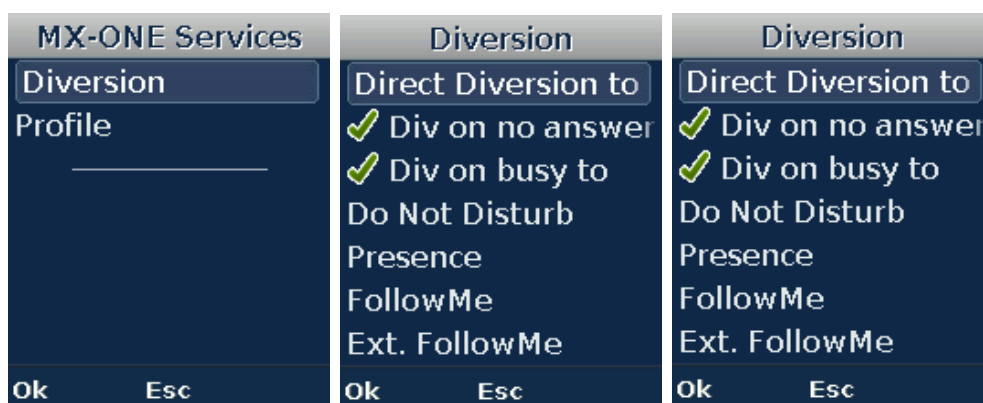 MX-ONE Services
Diversion
Profile
Ok Esc
Diversion
Direct Diversion to
Div on no answer
Div on busy to
Do Not Disturb
Presence
FollowMe
Ext. FollowMe
Ok Esc
Diversion
Direct Diversion to
Div on no answer
Div on busy to
Do Not Disturb
Presence
FollowMe
Ext. FollowMe
Ok Esc